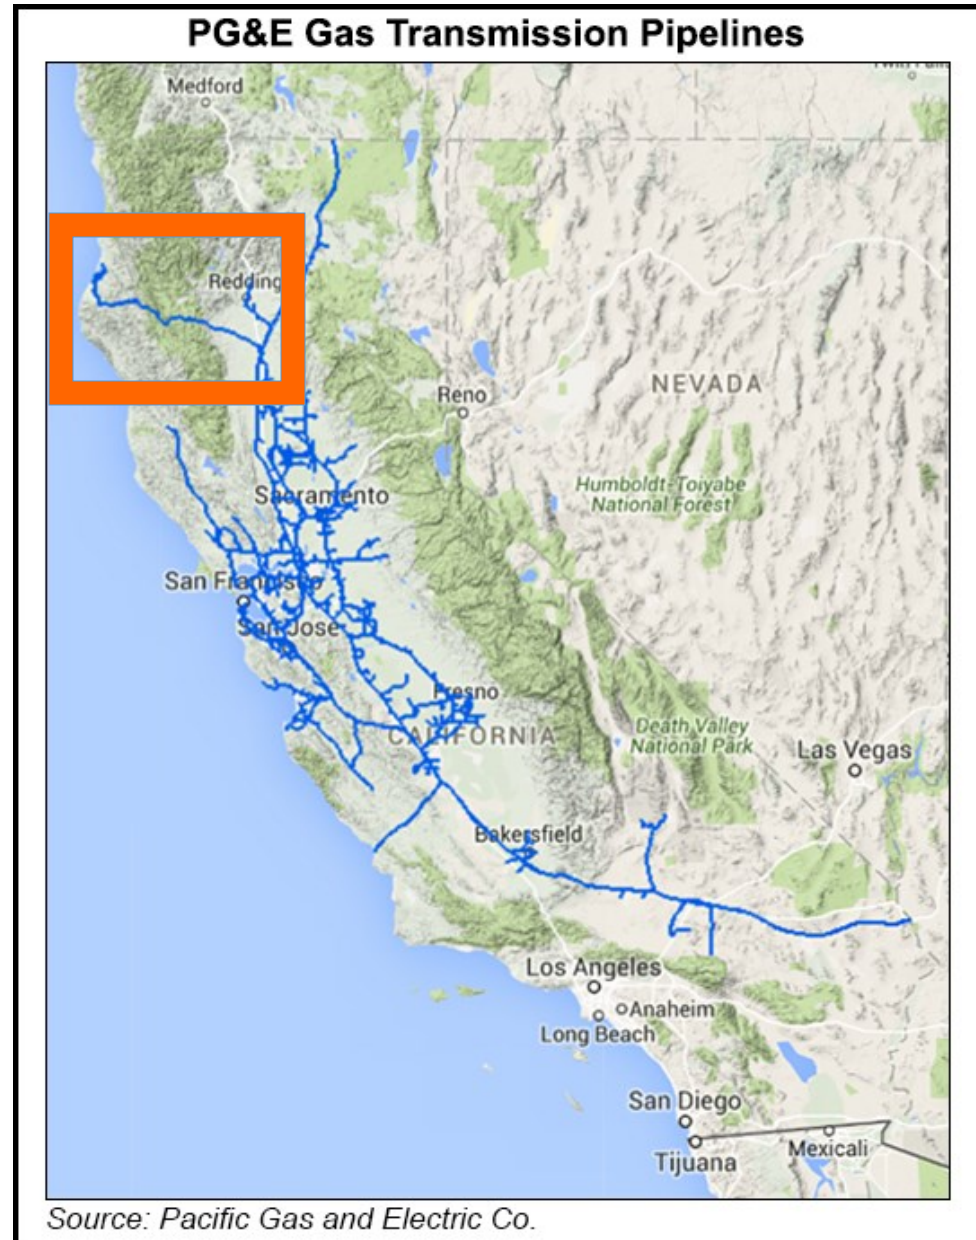 PG&E Gas Transmission Pipelines
Medford
Redding
Reno
NEVADA
Humboldt-Toiyabe
National Forest
Sacramento
San Francisco
San Jose
Fresno
CALIFORNIA
Death Valley
National Park
Las Vegas
Bakersfield
Los Angeles
Anaheim
Long Beach
San Diego
Tijuana
Mexicali
Source: Pacific Gas and Electric Co.